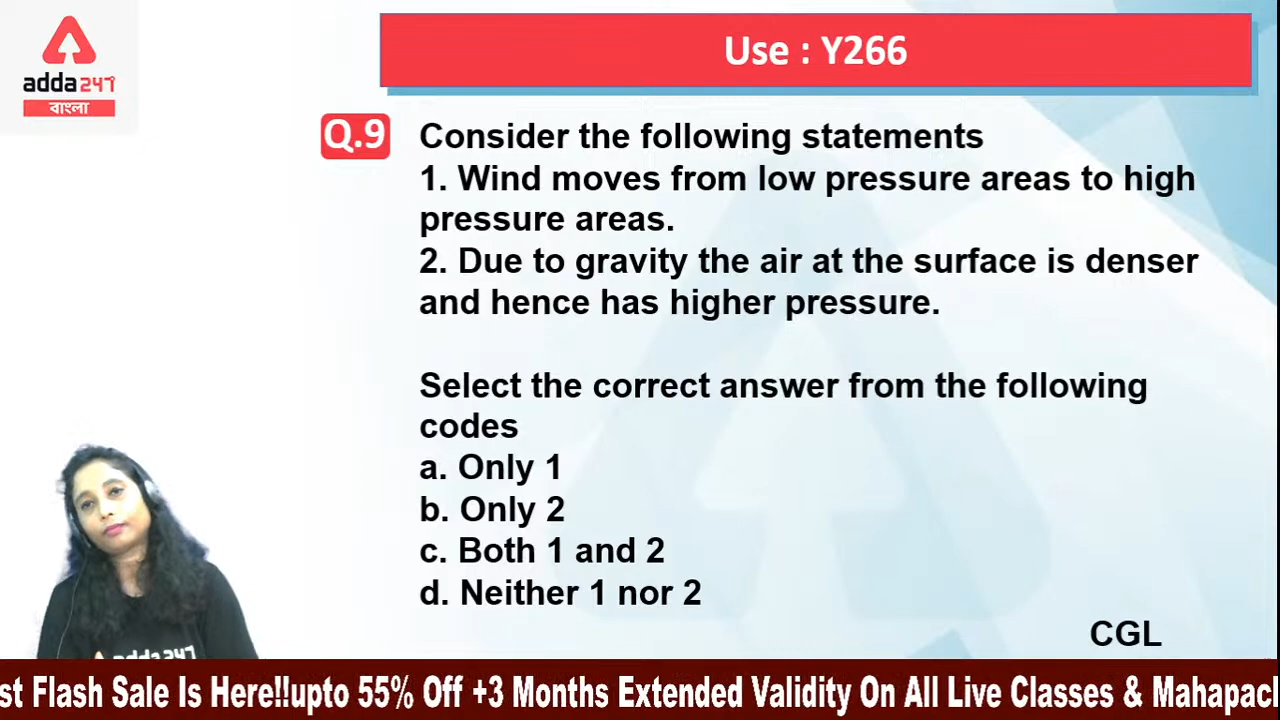 adda247
বাংলা
Use : Y266
Q.9
Consider the following statements
1. Wind moves from low pressure areas to high
pressure areas.
2. Due to gravity the air at the surface is denser
and hence has higher pressure.
Select the correct answer from the following
codes
a. Only 1
b. Only 2
c. Both 1 and 2
d. Neither 1 nor 2
CGL
adda247
st Flash Sale Is Here!!upto 55% Off +3 Months Extended Validity On All Live Classes & Mahapack